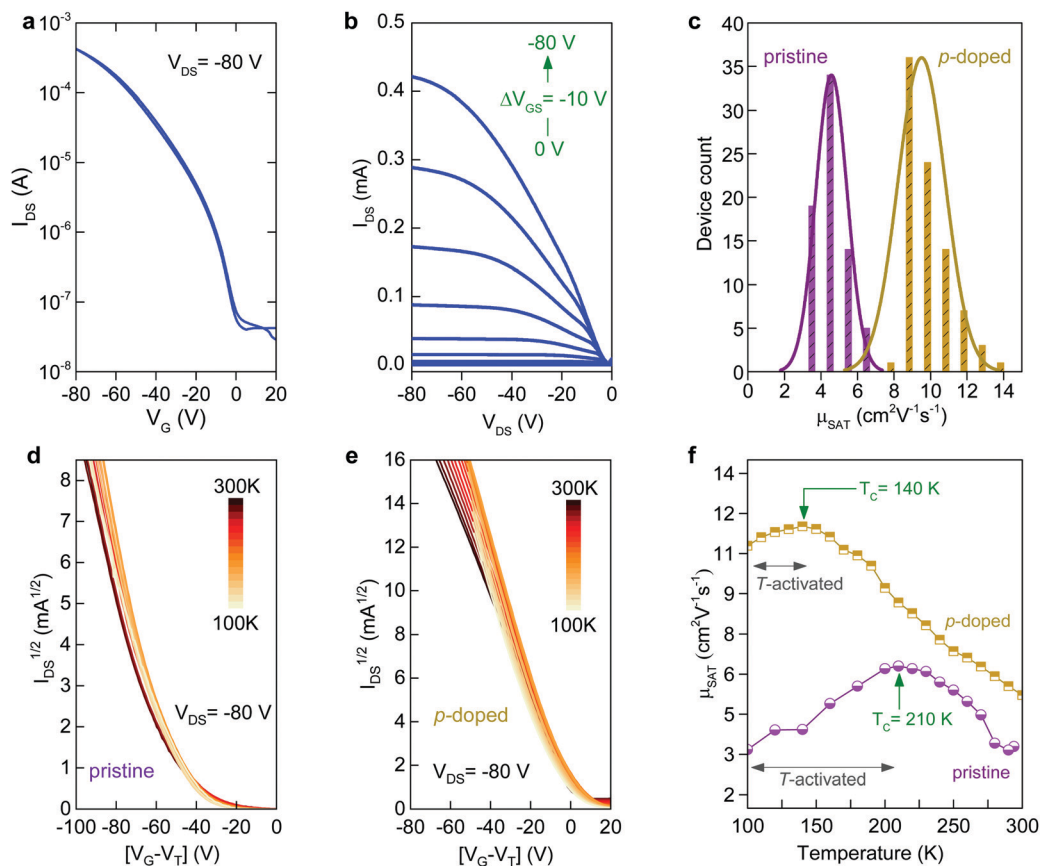 a
10⁻³
10⁻⁴
10⁻⁵
10⁻⁶
10⁻⁷
10⁻⁸
I_DS (A)
V_DS= -80 V
-80 -60 -40 -20 0 20
V_G (V)
b
0.5
0.4
0.3
0.2
0.1
0.0
I_DS (mA)
-80 V
ΔV_GS= -10 V
0 V
-80 -60 -40 -20 0
V_DS (V)
c
40
35
30
25
20
15
10
5
0
Device count
pristine
p-doped
0 2 4 6 8 10 12 14
μ_SAT (cm²V⁻¹s⁻¹)
d
8
7
6
5
4
3
2
1
0
I_DS^1/2 (mA^1/2)
300K
100K
V_DS= -80 V
pristine
-100 -80 -60 -40 -20 0
[V_G-V_T] (V)
e
16
14
12
10
8
6
4
2
0
I_DS^1/2 (mA^1/2)
300K
100K
p-doped
V_DS= -80 V
-80 -60 -40 -20 0 20
[V_G-V_T] (V)
f
12
11
9
8
6
5
3
2
μ_SAT (cm²V⁻¹s⁻¹)
T_C= 140 K
T-activated
p-doped
T_C= 210 K
T-activated
pristine
100 150 200 250 300
Temperature (K)